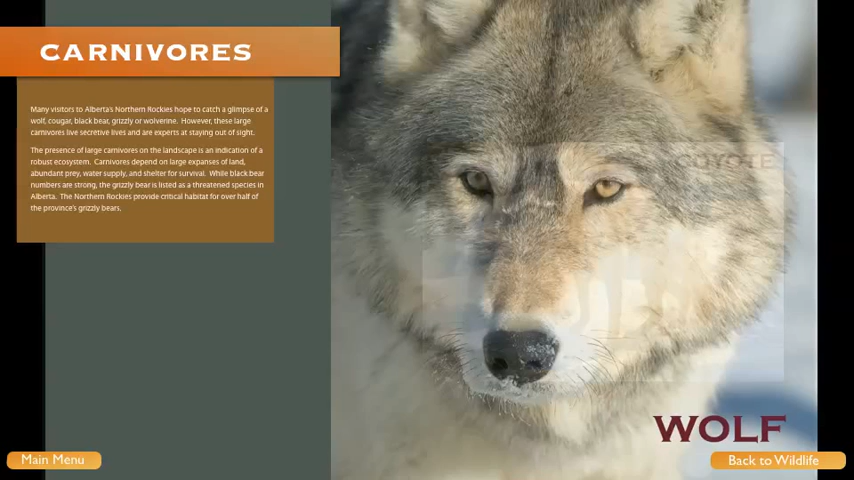 CARNIVORES
Many visitors to Alberta's Northern Rockies hope to catch a glimpse of a
wolf, cougar, black bear, grizzly or wolverine. However, these large
carnivores live secretive lives and are experts at staying out of sight.
The presence of large carnivores on the landscape is an indication of a
robust ecosystem. Carnivores depend on large expanses of land,
abundant prey, water supply, and shelter for survival. While black bear
numbers are strong, the grizzly bear is listed as a threatened species in
Alberta. The Northern Rockies provide critical habitat for over half of
the province's grizzly bears.
COYOTE
WOLF
Main Menu
Back to Wildlife